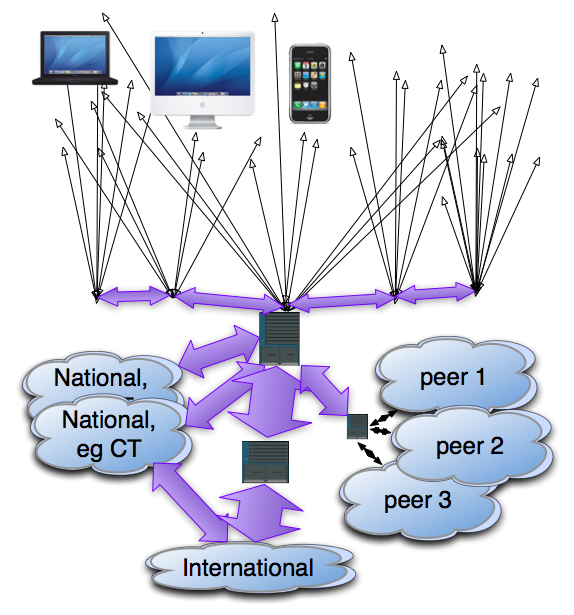 National,
National,
eg CT
peer 1
peer 2
peer 3
International